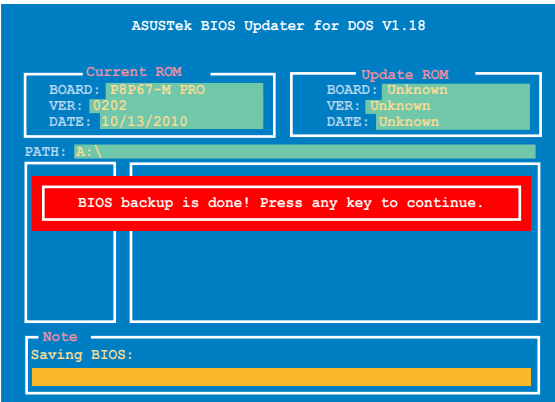 ASUSTek BIOS Updater for DOS V1.18
Current ROM
BOARD: P8P67-M PRO
VER: 0202
DATE: 10/13/2010
Update ROM
BOARD: Unknown
VER: Unknown
DATE: Unknown
PATH: A:\
BIOS backup is done! Press any key to continue.
Note
Saving BIOS: